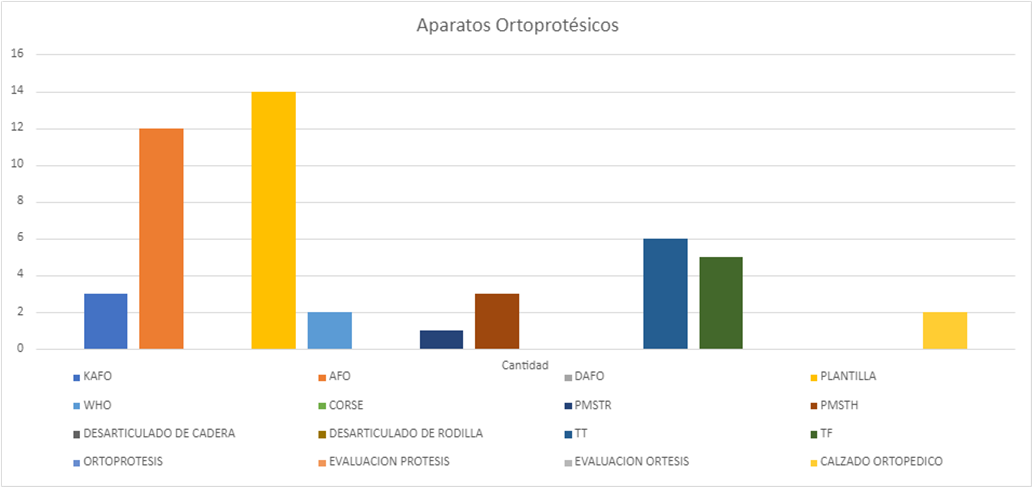 Aparatos Ortoprotésicos
16
14
12
10
8
6
4
2
0
Cantidad
KAFO AFO DAFO PLANTILLA
WHO CORSE PMSTR PMSTH
DESARTICULADO DE CADERA DESARTICULADO DE RODILLA TT TF
ORTOPROTESIS EVALUACION PROTESIS EVALUACION ORTESIS CALZADO ORTOPEDICO